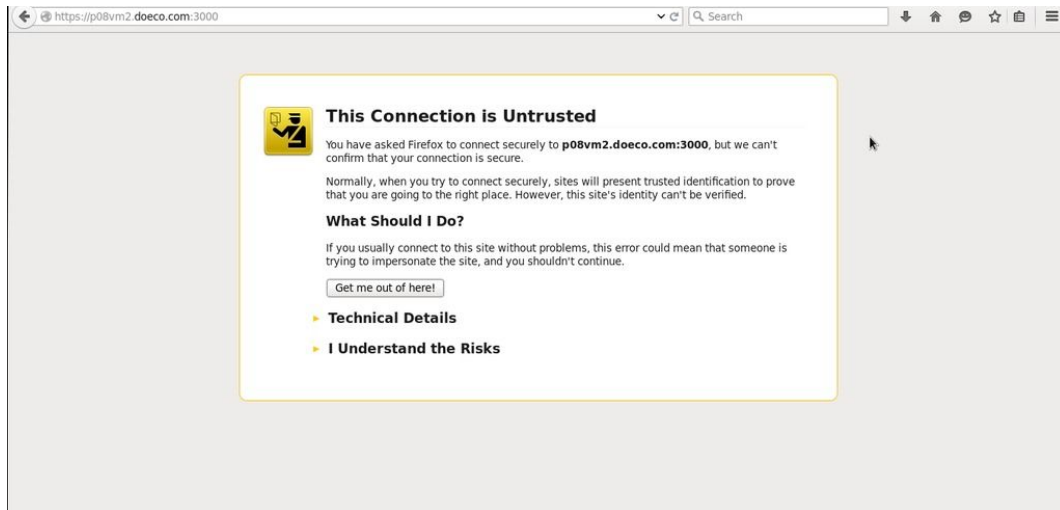 https://p08vm2.doeco.com:3000
Search
This Connection is Untrusted
You have asked Firefox to connect securely to p08vm2.doeco.com:3000, but we can't
confirm that your connection is secure.
Normally, when you try to connect securely, sites will present trusted identification to prove
that you are going to the right place. However, this site's identity can't be verified.
What Should I Do?
If you usually connect to this site without problems, this error could mean that someone is
trying to impersonate the site, and you shouldn't continue.
Get me out of here!
Technical Details
I Understand the Risks